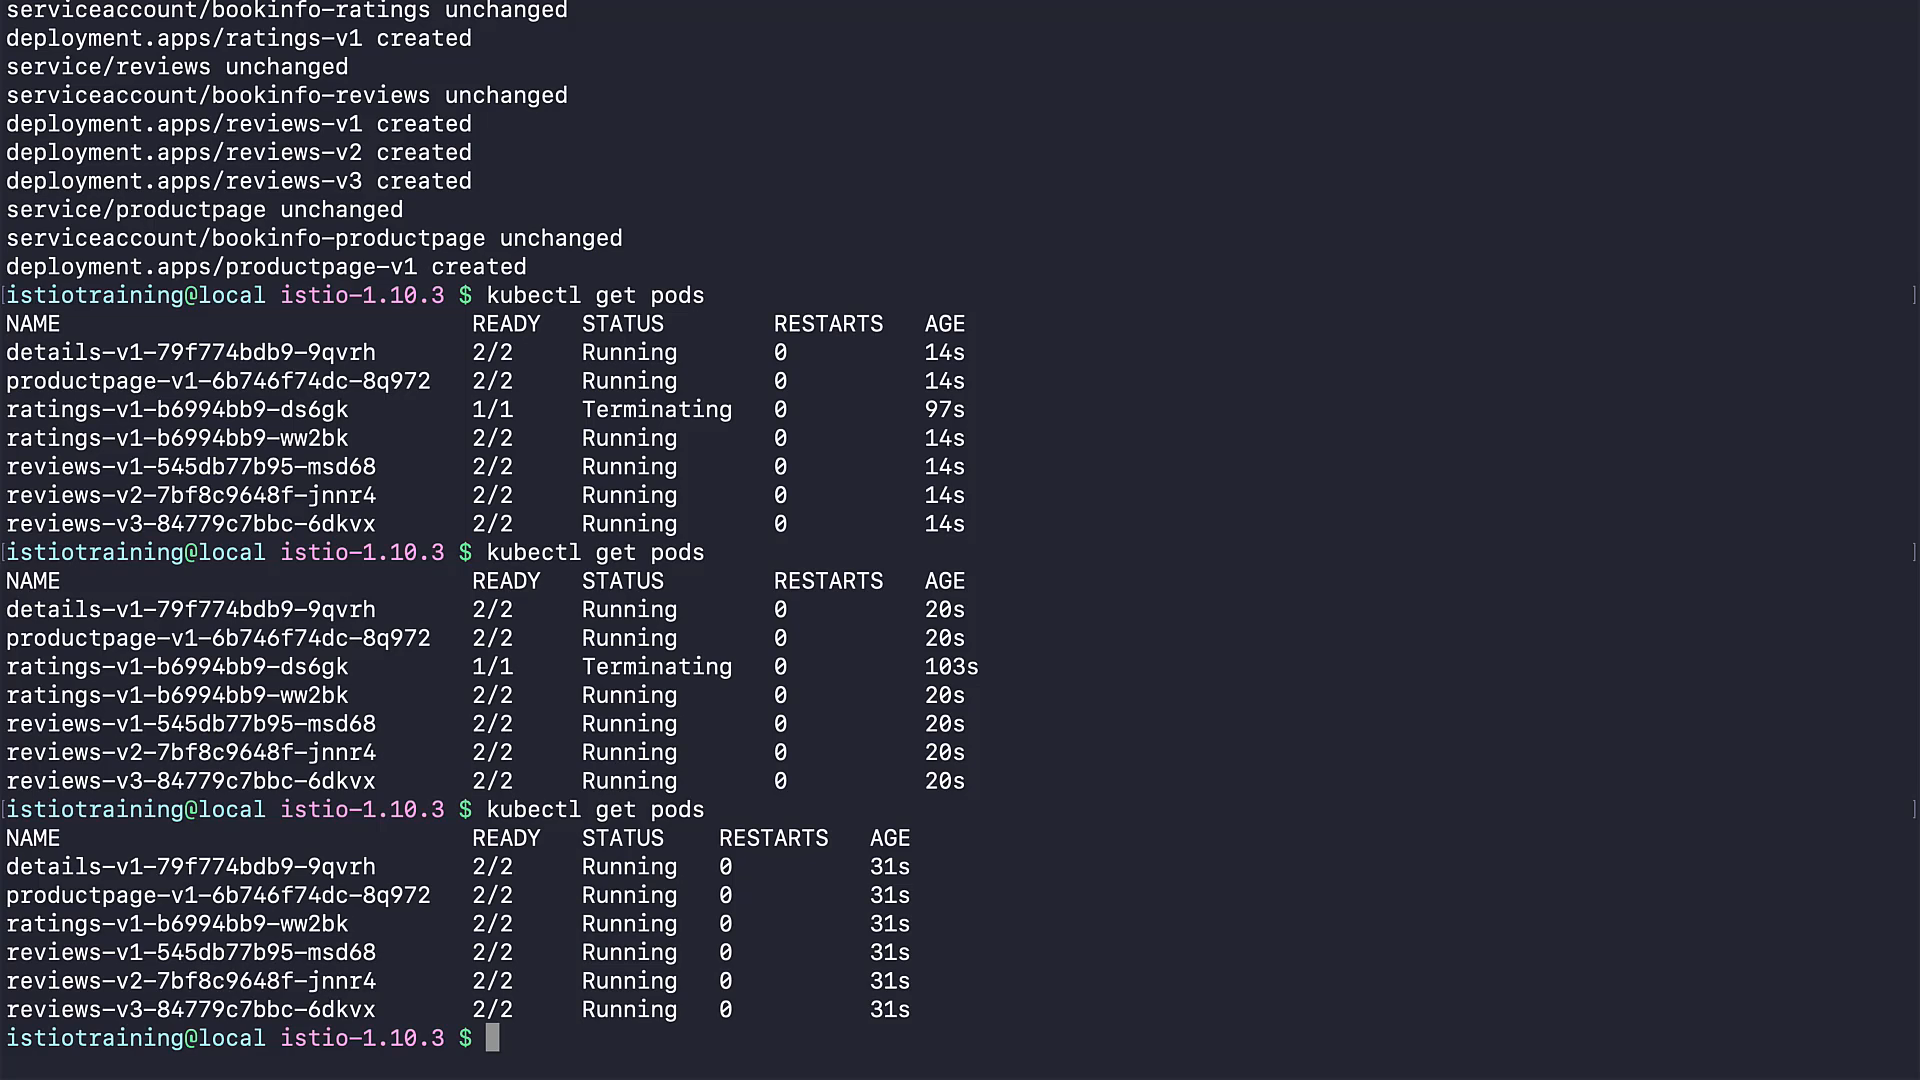 serviceaccount/bookinfo-ratings unchanged
deployment.apps/ratings-v1 created
service/reviews unchanged
serviceaccount/bookinfo-reviews unchanged
deployment.apps/reviews-v1 created
deployment.apps/reviews-v2 created
deployment.apps/reviews-v3 created
service/productpage unchanged
serviceaccount/bookinfo-productpage unchanged
deployment.apps/productpage-v1 created
[istiotraining@local istio-1.10.3 $ kubectl get pods ]
NAME READY STATUS RESTARTS AGE
details-v1-79f774bdb9-9qvrh 2/2 Running 0 14s
productpage-v1-6b746f74dc-8q972 2/2 Running 0 14s
ratings-v1-b6994bb9-ds6gk 1/1 Terminating 0 97s
ratings-v1-b6994bb9-ww2bk 2/2 Running 0 14s
reviews-v1-545db77b95-msd68 2/2 Running 0 14s
reviews-v2-7bf8c9648f-jnnr4 2/2 Running 0 14s
reviews-v3-84779c7bbc-6dkvx 2/2 Running 0 14s
[istiotraining@local istio-1.10.3 $ kubectl get pods ]
NAME READY STATUS RESTARTS AGE
details-v1-79f774bdb9-9qvrh 2/2 Running 0 20s
productpage-v1-6b746f74dc-8q972 2/2 Running 0 20s
ratings-v1-b6994bb9-ds6gk 1/1 Terminating 0 103s
ratings-v1-b6994bb9-ww2bk 2/2 Running 0 20s
reviews-v1-545db77b95-msd68 2/2 Running 0 20s
reviews-v2-7bf8c9648f-jnnr4 2/2 Running 0 20s
reviews-v3-84779c7bbc-6dkvx 2/2 Running 0 20s
[istiotraining@local istio-1.10.3 $ kubectl get pods ]
NAME READY STATUS RESTARTS AGE
details-v1-79f774bdb9-9qvrh 2/2 Running 0 31s
productpage-v1-6b746f74dc-8q972 2/2 Running 0 31s
ratings-v1-b6994bb9-ww2bk 2/2 Running 0 31s
reviews-v1-545db77b95-msd68 2/2 Running 0 31s
reviews-v2-7bf8c9648f-jnnr4 2/2 Running 0 31s
reviews-v3-84779c7bbc-6dkvx 2/2 Running 0 31s
istiotraining@local istio-1.10.3 $